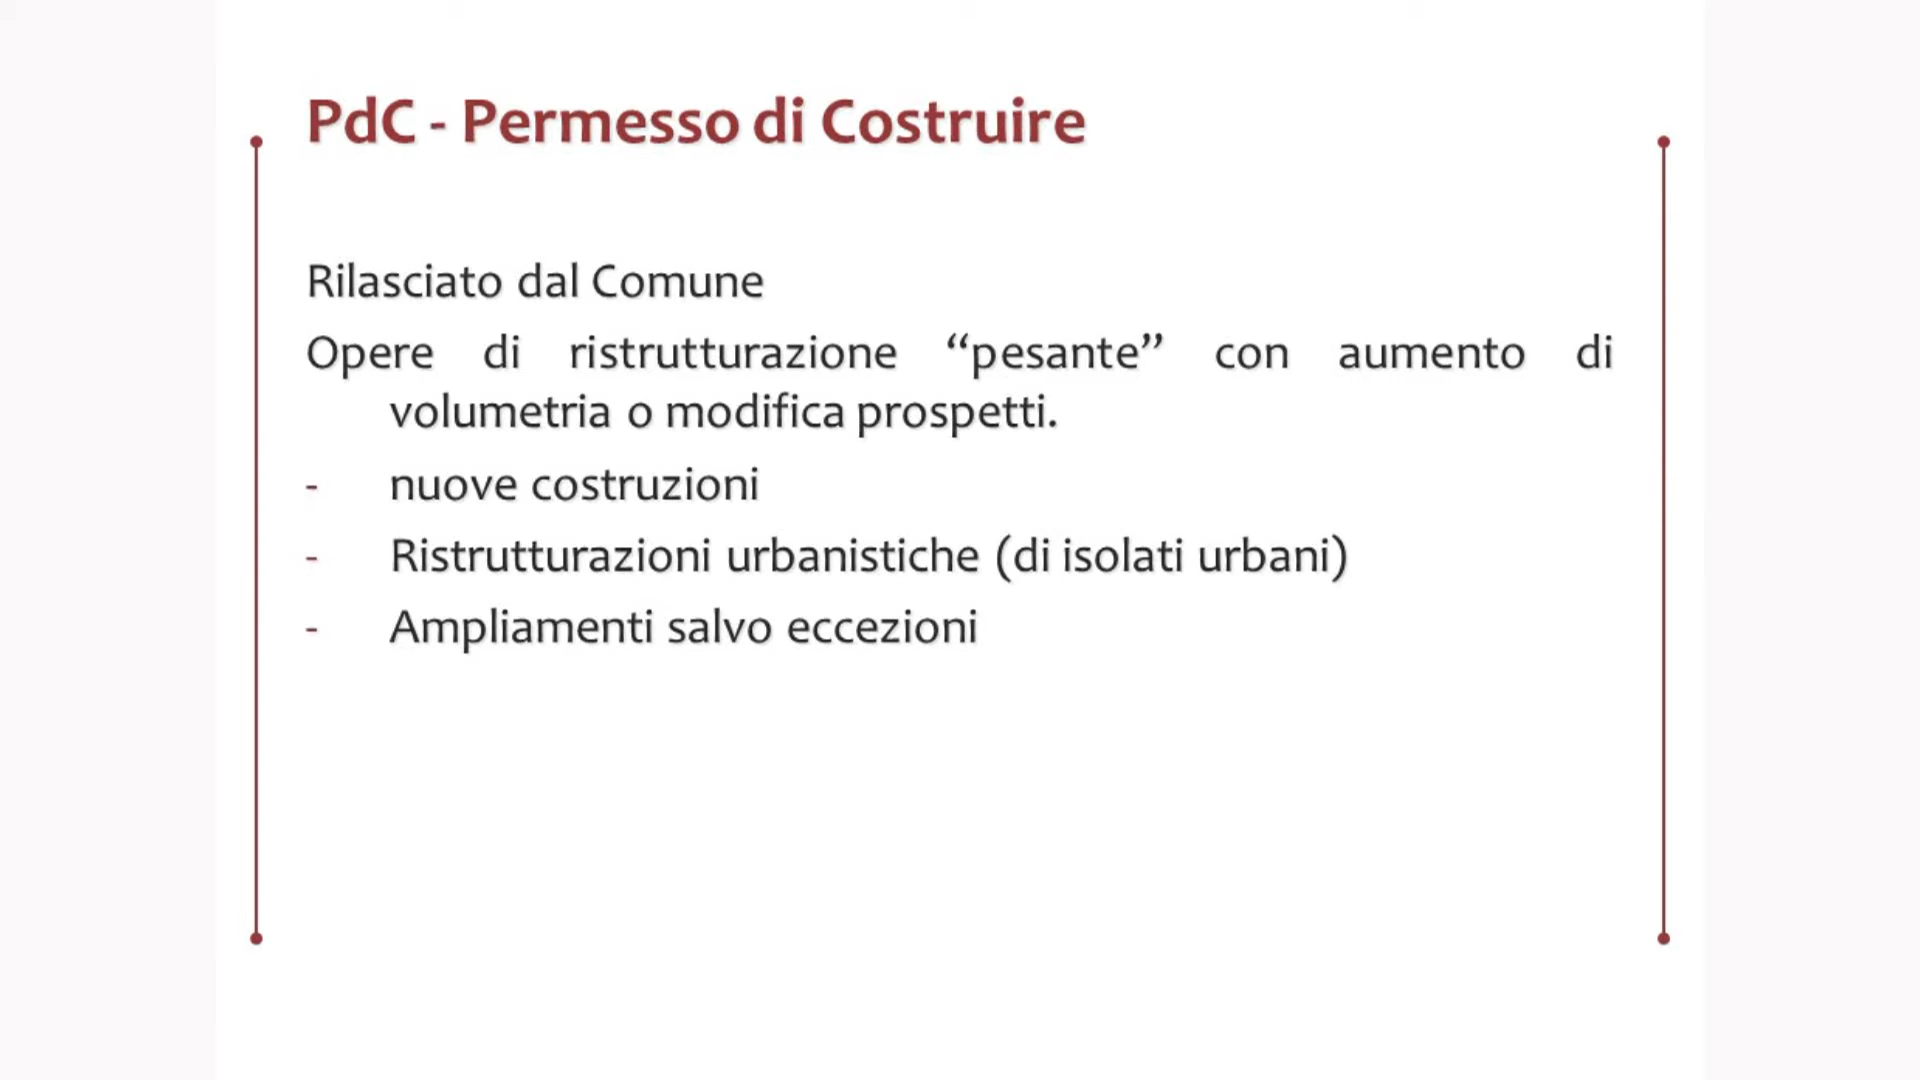 PdC - Permesso di Costruire
Rilasciato dal Comune
Opere di ristrutturazione “pesante” con aumento di
volumetria o modifica prospetti.
- nuove costruzioni
- Ristrutturazioni urbanistiche (di isolati urbani)
- Ampliamenti salvo eccezioni